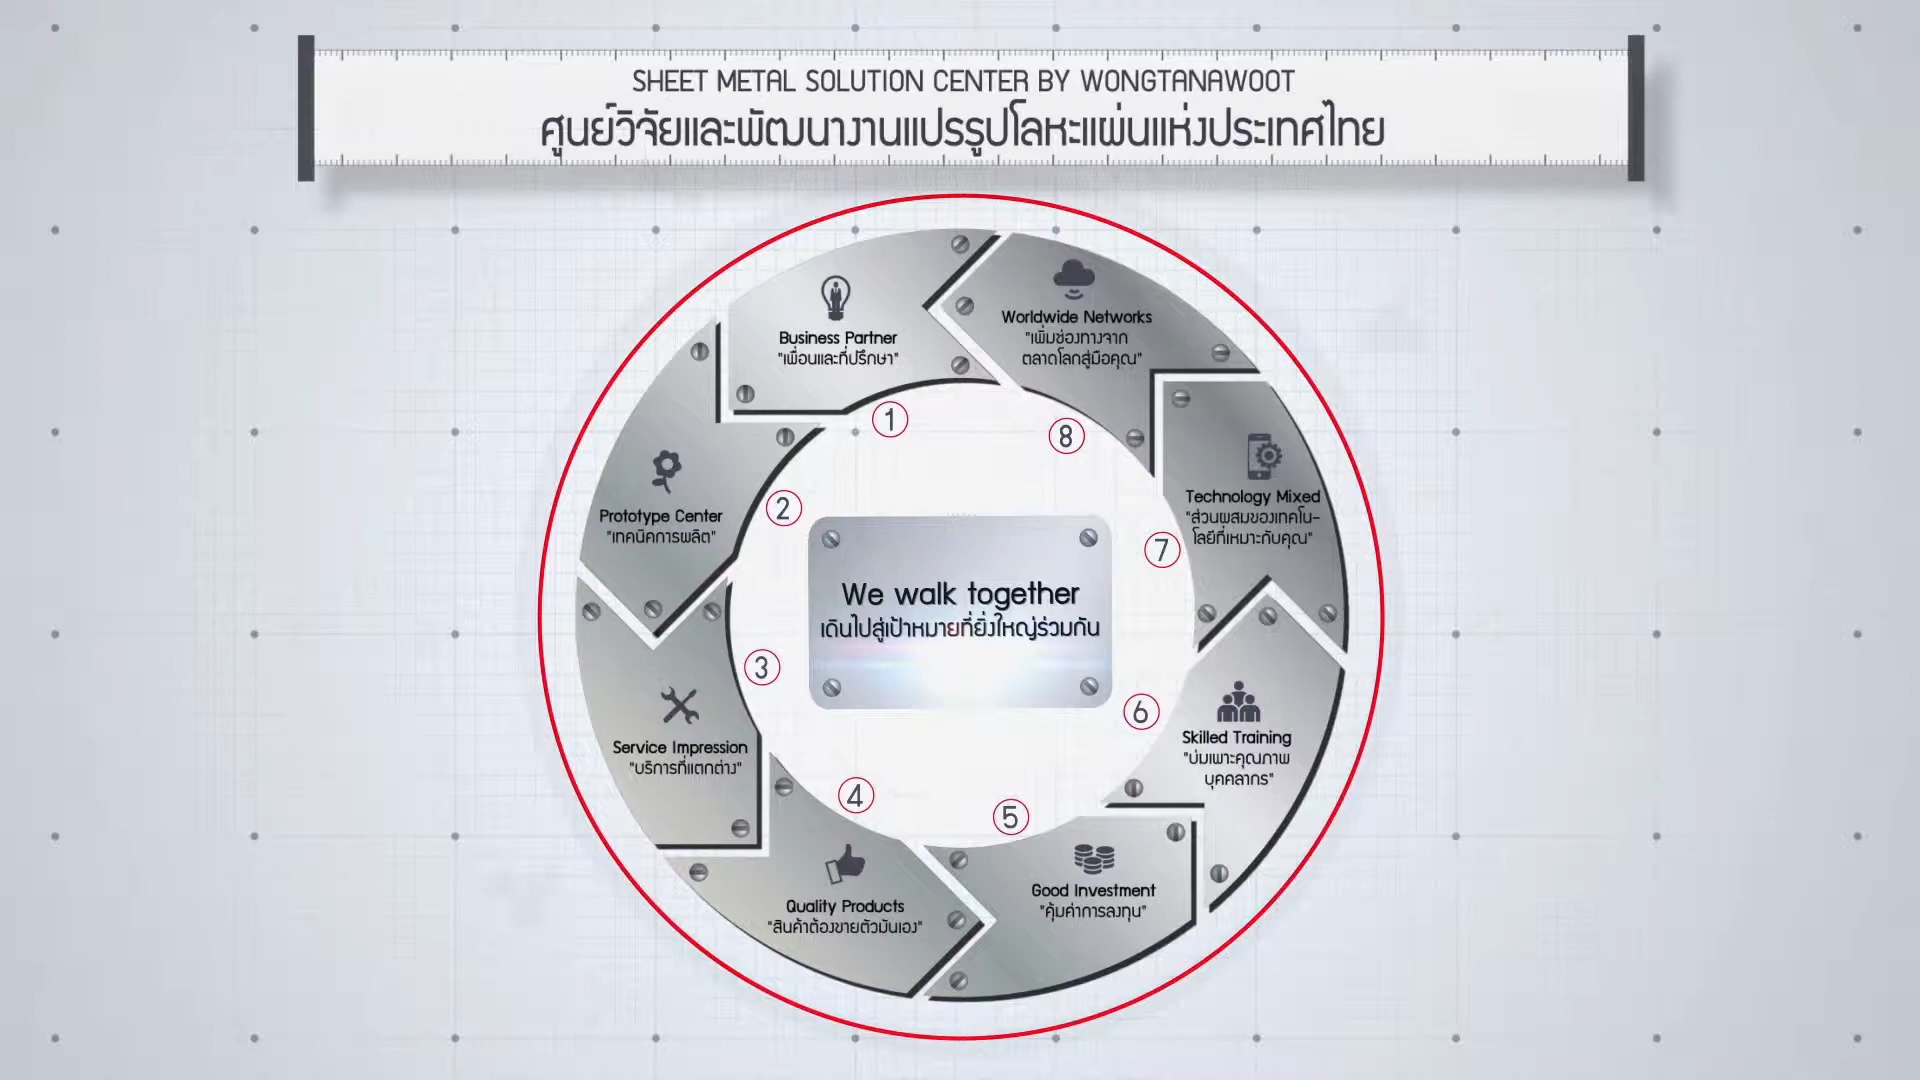 SHEET METAL SOLUTION CENTER BY WONGTANAWOOT
ศูนย์วิจัยและพัฒนางานแปรรูปโลหะแผ่นแห่งประเทศไทย
Business Partner
"เพื่อนและที่ปรึกษา"
1
Prototype Center
"เทคนิคการผลิต"
2
Service Impression
"บริการที่แตกต่าง"
3
Quality Products
"สินค้าต้องขายตัวมันเอง"
4
Good Investment
"คุ้มค่าการลงทุน"
5
Skilled Training
"บ่มเพาะคุณภาพ
บุคคลากร"
6
Technology Mixed
"ส่วนผสมของเทคโน-
โลยีที่เหมาะกับคุณ"
7
Worldwide Networks
"เพิ่มช่องทางจาก
ตลาดโลกสู่มือคุณ"
8
We walk together
เดินไปสู่เป้าหมายที่ยิ่งใหญ่ร่วมกัน